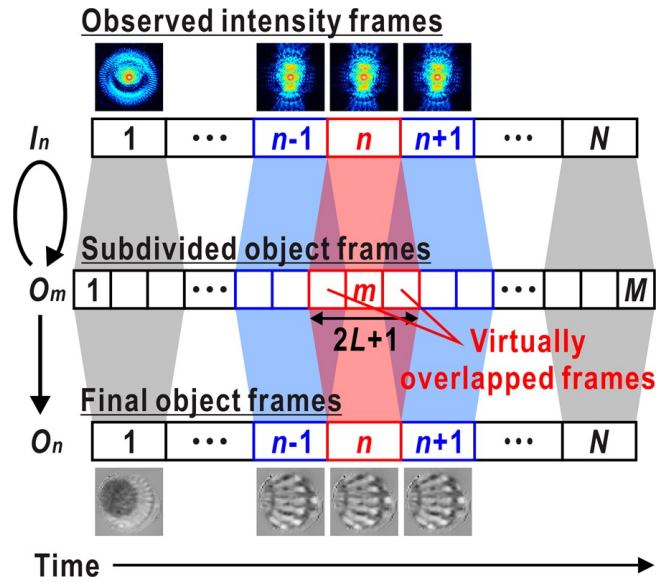 Observed intensity frames
In 1 ••• n-1 n n+1 ••• N
Subdivided object frames
Om 1 ••• m ••• M
2L+1
Virtually
overlapped frames
Final object frames
On 1 ••• n-1 n n+1 ••• N
Time